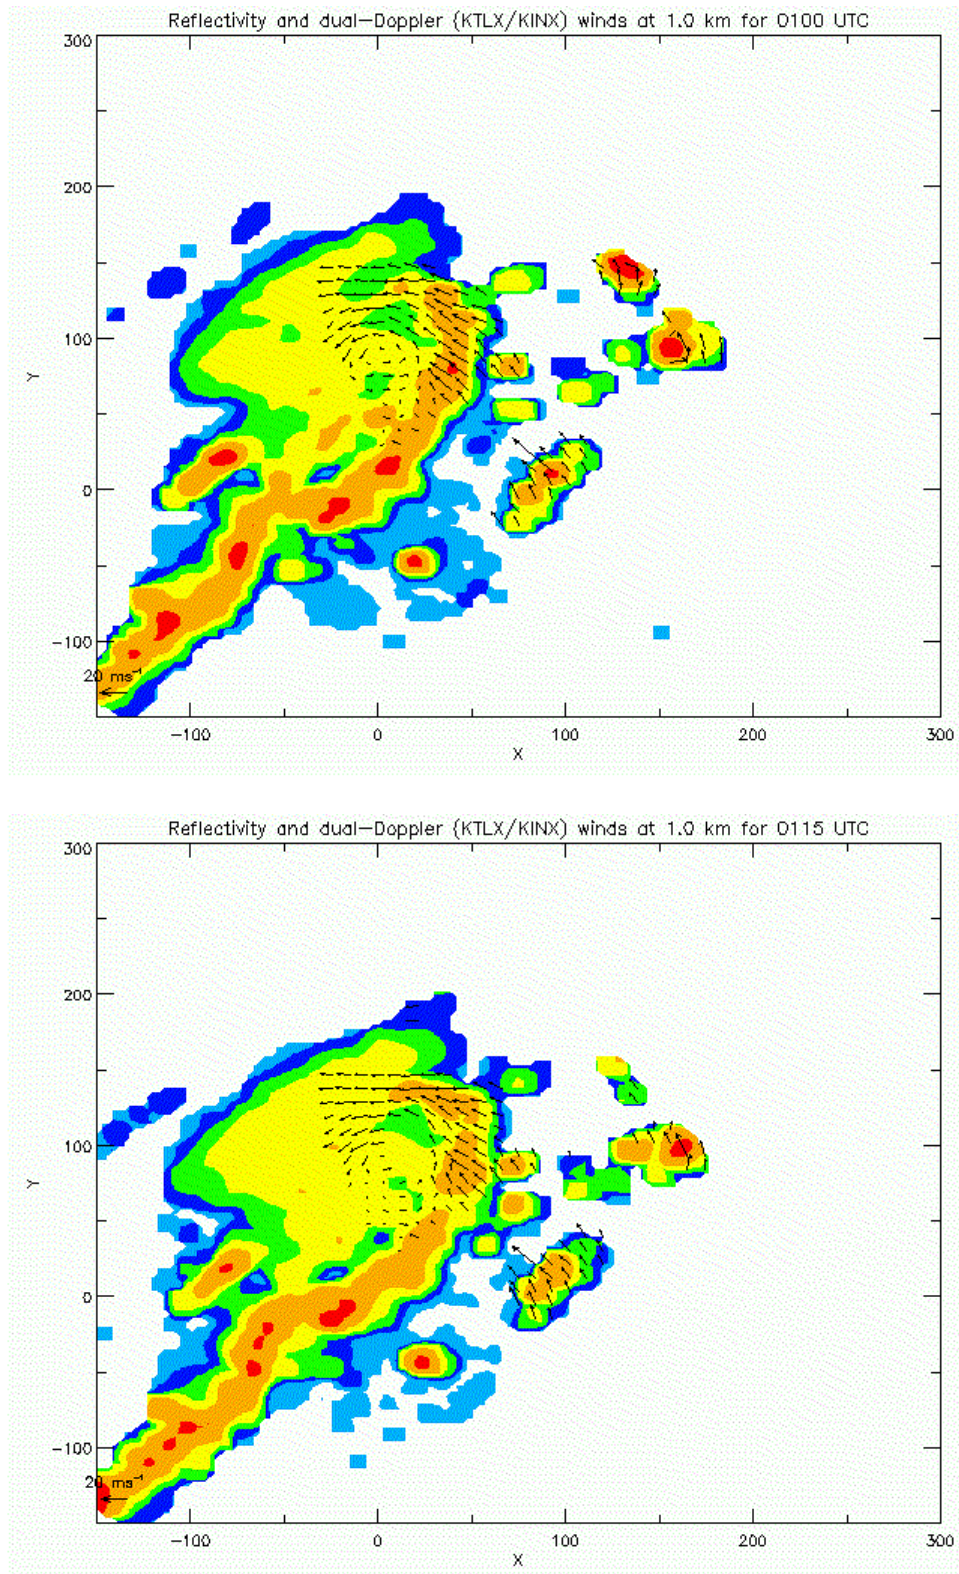 Reflectivity and dual-Doppler (KTLX/KINX) winds at 1.0 km for 0100 UTC
300
200
100
Y
0
-100
20 ms-1
-100 0 100 200 300
X
Reflectivity and dual-Doppler (KTLX/KINX) winds at 1.0 km for 0115 UTC
300
200
100
Y
0
-100
20 ms-1
-100 0 100 200 300
X